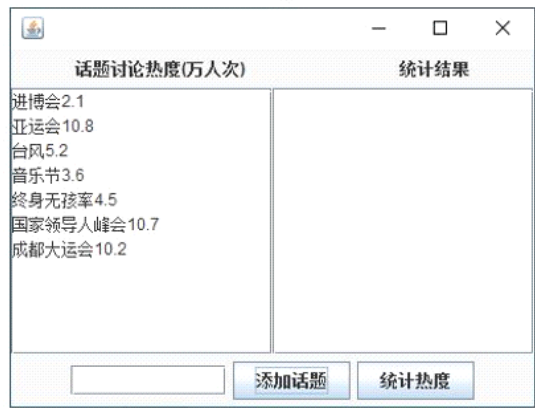 话题讨论热度(万人次) 统计结果
进博会2.1
亚运会10.8
台风5.2
音乐节3.6
终身无孩率4.5
国家领导人峰会10.7
成都大运会10.2
添加话题 统计热度